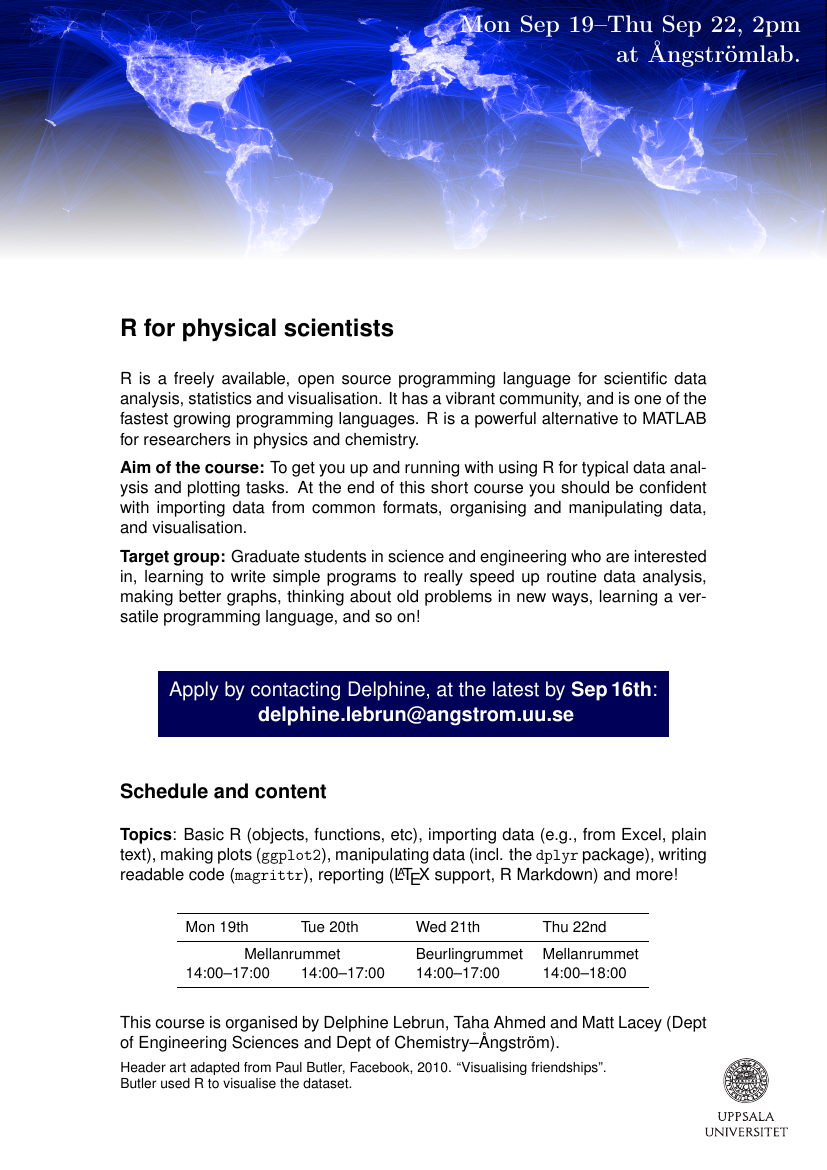 Mon Sep 19–Thu Sep 22, 2pm
at Ångströmlab.
R for physical scientists
R is a freely available, open source programming language for scientific data
analysis, statistics and visualisation. It has a vibrant community, and is one of the
fastest growing programming languages. R is a powerful alternative to MATLAB
for researchers in physics and chemistry.
Aim of the course: To get you up and running with using R for typical data anal-
ysis and plotting tasks. At the end of this short course you should be confident
with importing data from common formats, organising and manipulating data,
and visualisation.
Target group: Graduate students in science and engineering who are interested
in, learning to write simple programs to really speed up routine data analysis,
making better graphs, thinking about old problems in new ways, learning a ver-
satile programming language, and so on!
Apply by contacting Delphine, at the latest by Sep 16th:
delphine.lebrun@angstrom.uu.se
Schedule and content
Topics: Basic R (objects, functions, etc), importing data (e.g., from Excel, plain
text), making plots (ggplot2), manipulating data (incl. the dplyr package), writing
readable code (magrittr), reporting (LATEX support, R Markdown) and more!
Mon 19th Tue 20th Wed 21th Thu 22nd
Mellanrummet Beurlingrummet Mellanrummet
14:00–17:00 14:00–17:00 14:00–17:00 14:00–18:00
This course is organised by Delphine Lebrun, Taha Ahmed and Matt Lacey (Dept
of Engineering Sciences and Dept of Chemistry–Ångström).
Header art adapted from Paul Butler, Facebook, 2010. “Visualising friendships”.
Butler used R to visualise the dataset.
UPPSALA
UNIVERSITET